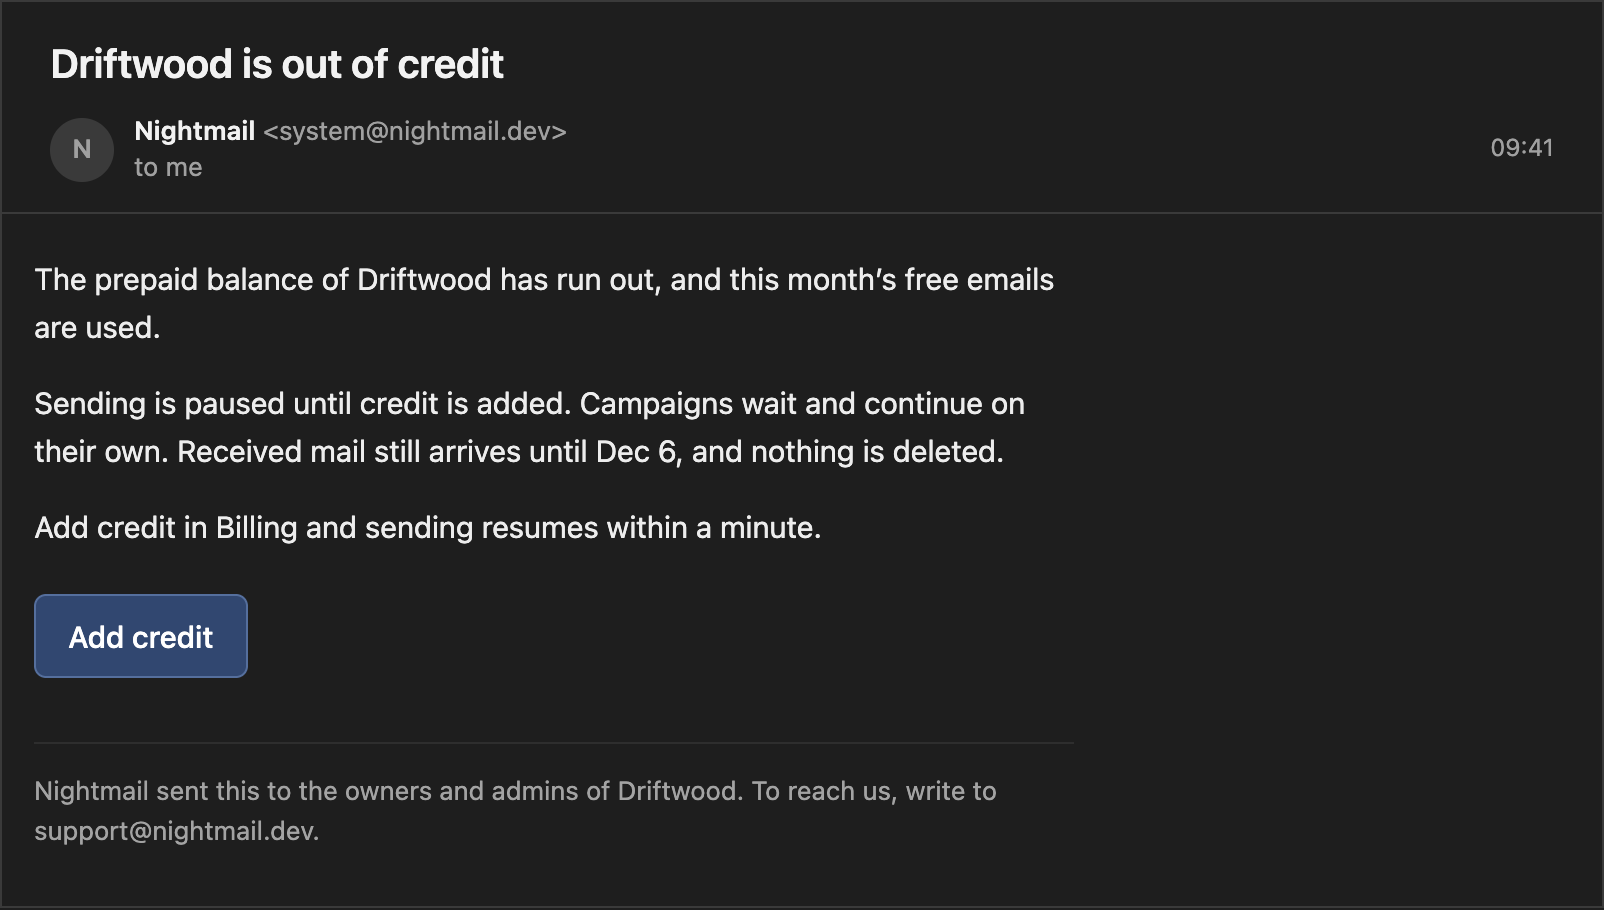 Driftwood is out of credit
N
Nightmail <system@nightmail.dev>
to me
09:41
The prepaid balance of Driftwood has run out, and this month’s free emails
are used.
Sending is paused until credit is added. Campaigns wait and continue on
their own. Received mail still arrives until Dec 6, and nothing is deleted.
Add credit in Billing and sending resumes within a minute.
Add credit
Nightmail sent this to the owners and admins of Driftwood. To reach us, write to
support@nightmail.dev.